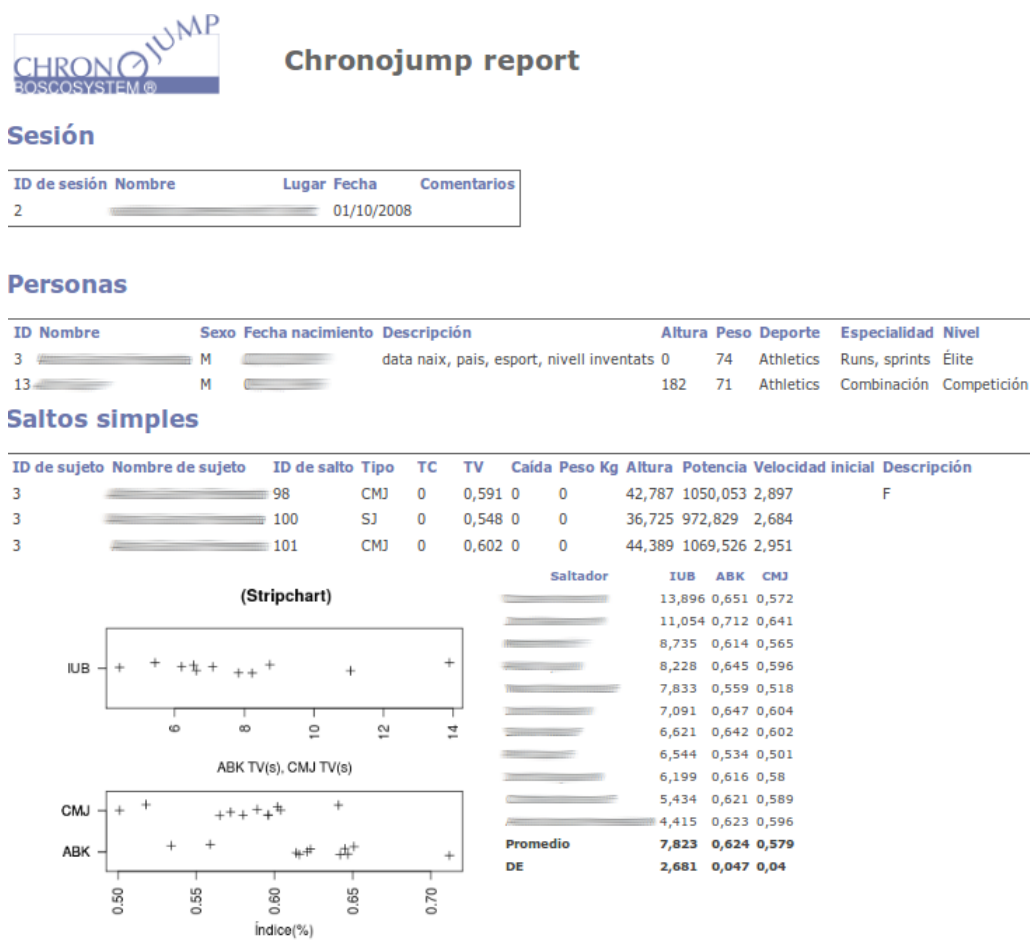 CHRONOJUMP
BOSCOSYSTEM ®
Chronojump report
Sesión
ID de sesión Nombre Lugar Fecha Comentarios
2 01/10/2008
Personas
ID Nombre Sexo Fecha nacimiento Descripción Altura Peso Deporte Especialidad Nivel
3 M data naix, pais, esport, nivell inventats 0 74 Athletics Runs, sprints Élite
13 M 182 71 Athletics Combinación Competición
Saltos simples
ID de sujeto Nombre de sujeto ID de salto Tipo TC TV Caída Peso Kg Altura Potencia Velocidad inicial Descripción
3 98 CMJ 0 0,591 0 0 42,787 1050,053 2,897 F
3 100 SJ 0 0,548 0 0 36,725 972,829 2,684
3 101 CMJ 0 0,602 0 0 44,389 1069,526 2,951
(Stripchart)
IUB
6 8 10 12 14
ABK TV(s), CMJ TV(s)
CMJ
ABK
0.50 0.55 0.60 0.65 0.70
Índice(%)
Saltador IUB ABK CMJ
13,896 0,651 0,572
11,054 0,712 0,641
8,735 0,614 0,565
8,228 0,645 0,596
7,833 0,559 0,518
7,091 0,647 0,604
6,621 0,642 0,602
6,544 0,534 0,501
6,199 0,616 0,58
5,434 0,621 0,589
4,415 0,623 0,596
Promedio 7,823 0,624 0,579
DE 2,681 0,047 0,04